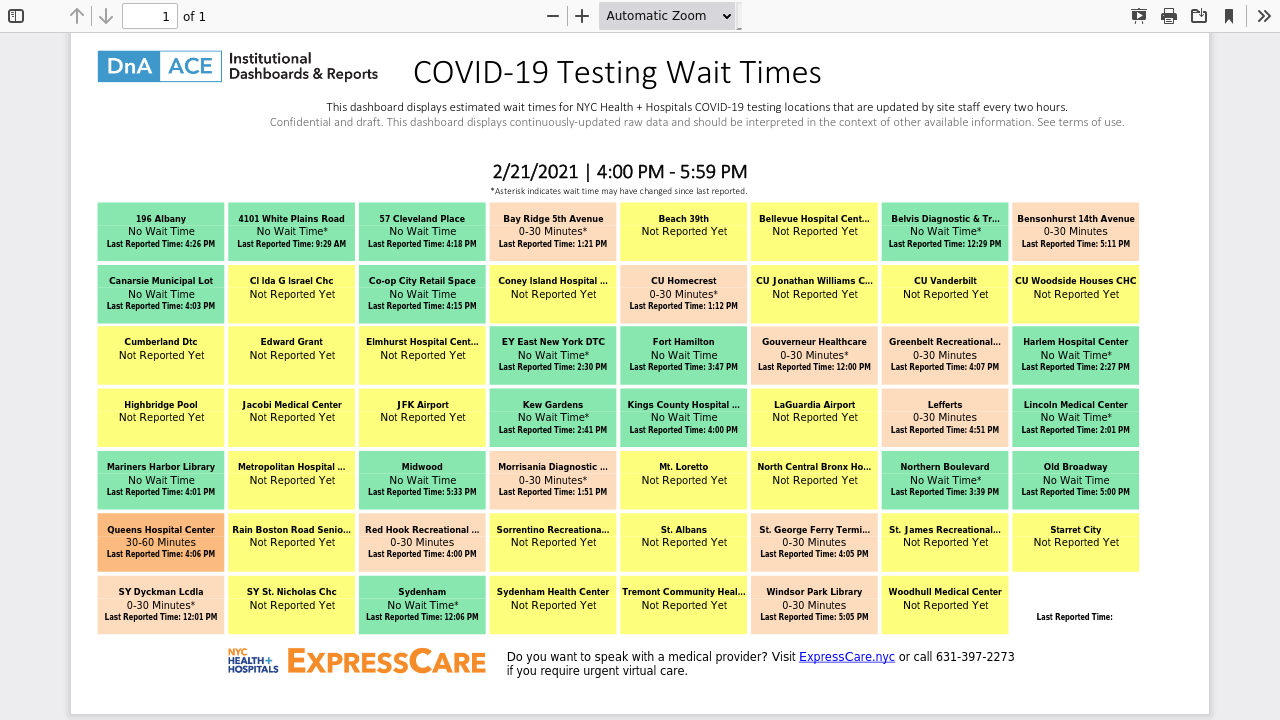 1 of 1
Automatic Zoom
DnA ACE Institutional Dashboards & Reports
COVID-19 Testing Wait Times
This dashboard displays estimated wait times for NYC Health + Hospitals COVID-19 testing locations that are updated by site staff every two hours.
Confidential and draft. This dashboard displays continuously-updated raw data and should be interpreted in the context of other available information. See terms of use.
2/21/2021 | 4:00 PM - 5:59 PM
*Asterisk indicates wait time may have changed since last reported.
196 Albany
No Wait Time
Last Reported Time: 4:26 PM
4101 White Plains Road
No Wait Time*
Last Reported Time: 9:29 AM
57 Cleveland Place
No Wait Time
Last Reported Time: 4:18 PM
Bay Ridge 5th Avenue
0-30 Minutes*
Last Reported Time: 1:21 PM
Beach 39th
Not Reported Yet
Bellevue Hospital Cent...
Not Reported Yet
Belvis Diagnostic & Tr...
No Wait Time*
Last Reported Time: 12:29 PM
Bensonhurst 14th Avenue
0-30 Minutes
Last Reported Time: 5:11 PM
Canarsie Municipal Lot
No Wait Time
Last Reported Time: 4:03 PM
Cl Ida G Israel Chc
Not Reported Yet
Co-op City Retail Space
No Wait Time
Last Reported Time: 4:15 PM
Coney Island Hospital ...
Not Reported Yet
CU Homecrest
0-30 Minutes*
Last Reported Time: 1:12 PM
CU Jonathan Williams C...
Not Reported Yet
CU Vanderbilt
Not Reported Yet
CU Woodside Houses CHC
Not Reported Yet
Cumberland Dtc
Not Reported Yet
Edward Grant
Not Reported Yet
Elmhurst Hospital Cent...
Not Reported Yet
EY East New York DTC
No Wait Time*
Last Reported Time: 2:30 PM
Fort Hamilton
No Wait Time
Last Reported Time: 3:47 PM
Gouverneur Healthcare
0-30 Minutes*
Last Reported Time: 12:00 PM
Greenbelt Recreational...
0-30 Minutes
Last Reported Time: 4:07 PM
Harlem Hospital Center
No Wait Time*
Last Reported Time: 2:27 PM
Highbridge Pool
Not Reported Yet
Jacobi Medical Center
Not Reported Yet
JFK Airport
Not Reported Yet
Kew Gardens
No Wait Time*
Last Reported Time: 2:41 PM
Kings County Hospital ...
No Wait Time
Last Reported Time: 4:00 PM
LaGuardia Airport
Not Reported Yet
Lefferts
0-30 Minutes
Last Reported Time: 4:51 PM
Lincoln Medical Center
No Wait Time*
Last Reported Time: 2:01 PM
Mariners Harbor Library
No Wait Time
Last Reported Time: 4:01 PM
Metropolitan Hospital ...
Not Reported Yet
Midwood
No Wait Time
Last Reported Time: 5:33 PM
Morrisania Diagnostic ...
0-30 Minutes*
Last Reported Time: 1:51 PM
Mt. Loretto
Not Reported Yet
North Central Bronx Ho...
Not Reported Yet
Northern Boulevard
No Wait Time*
Last Reported Time: 3:39 PM
Old Broadway
No Wait Time
Last Reported Time: 5:00 PM
Queens Hospital Center
30-60 Minutes
Last Reported Time: 4:06 PM
Rain Boston Road Senio...
Not Reported Yet
Red Hook Recreational ...
0-30 Minutes
Last Reported Time: 4:00 PM
Sorrentino Recreationa...
Not Reported Yet
St. Albans
Not Reported Yet
St. George Ferry Termi...
0-30 Minutes
Last Reported Time: 4:05 PM
St. James Recreational...
Not Reported Yet
Starret City
Not Reported Yet
SY Dyckman Lcdla
0-30 Minutes*
Last Reported Time: 12:01 PM
SY St. Nicholas Chc
Not Reported Yet
Sydenham
No Wait Time*
Last Reported Time: 12:06 PM
Sydenham Health Center
Not Reported Yet
Tremont Community Heal...
Not Reported Yet
Windsor Park Library
0-30 Minutes
Last Reported Time: 5:05 PM
Woodhull Medical Center
Not Reported Yet
Last Reported Time:
NYC HEALTH+ HOSPITALS EXPRESSCARE
Do you want to speak with a medical provider? Visit ExpressCare.nyc or call 631-397-2273
if you require urgent virtual care.